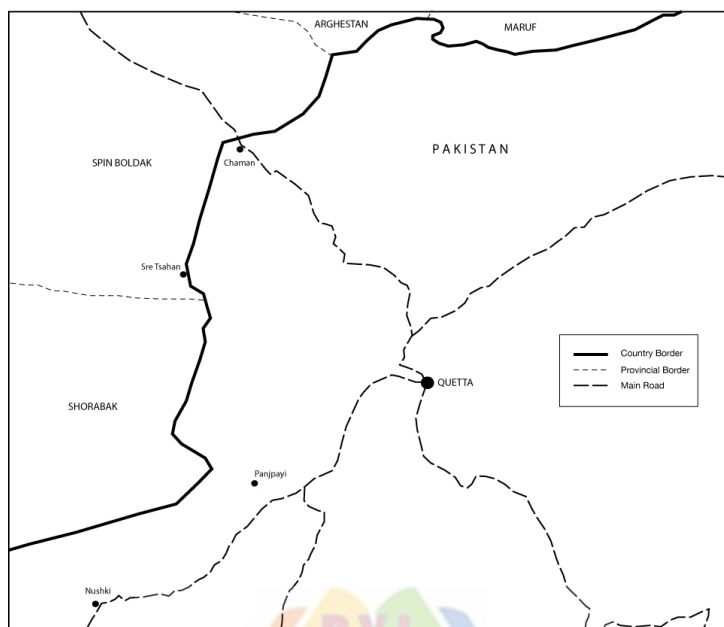 ARGHESTAN
MARUF
PAKISTAN
SPIN BOLDAK
Chaman
Sre Tsahan
Country Border
Provincial Border
Main Road
QUETTA
SHORABAK
Panjpayi
Nushki